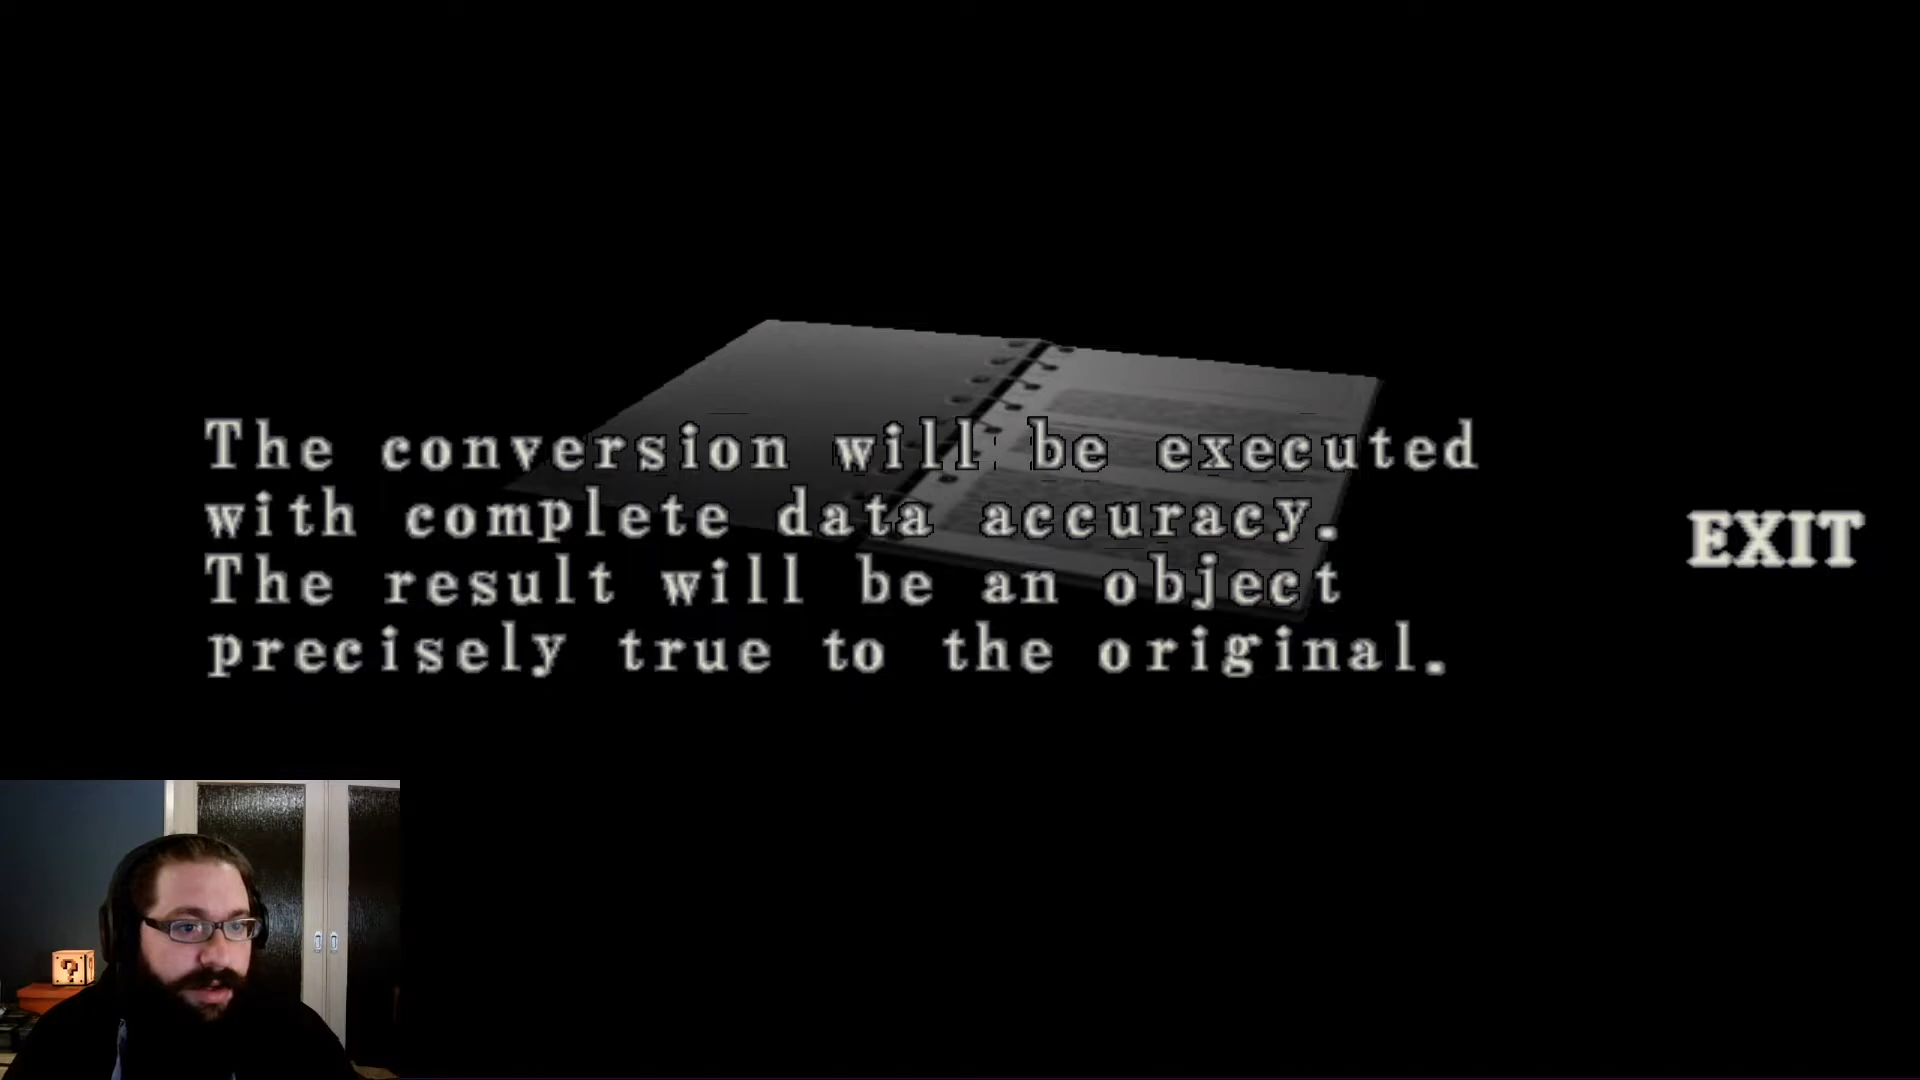 The conversion will be executed
with complete data accuracy.
The result will be an object
precisely true to the original.
EXIT
?